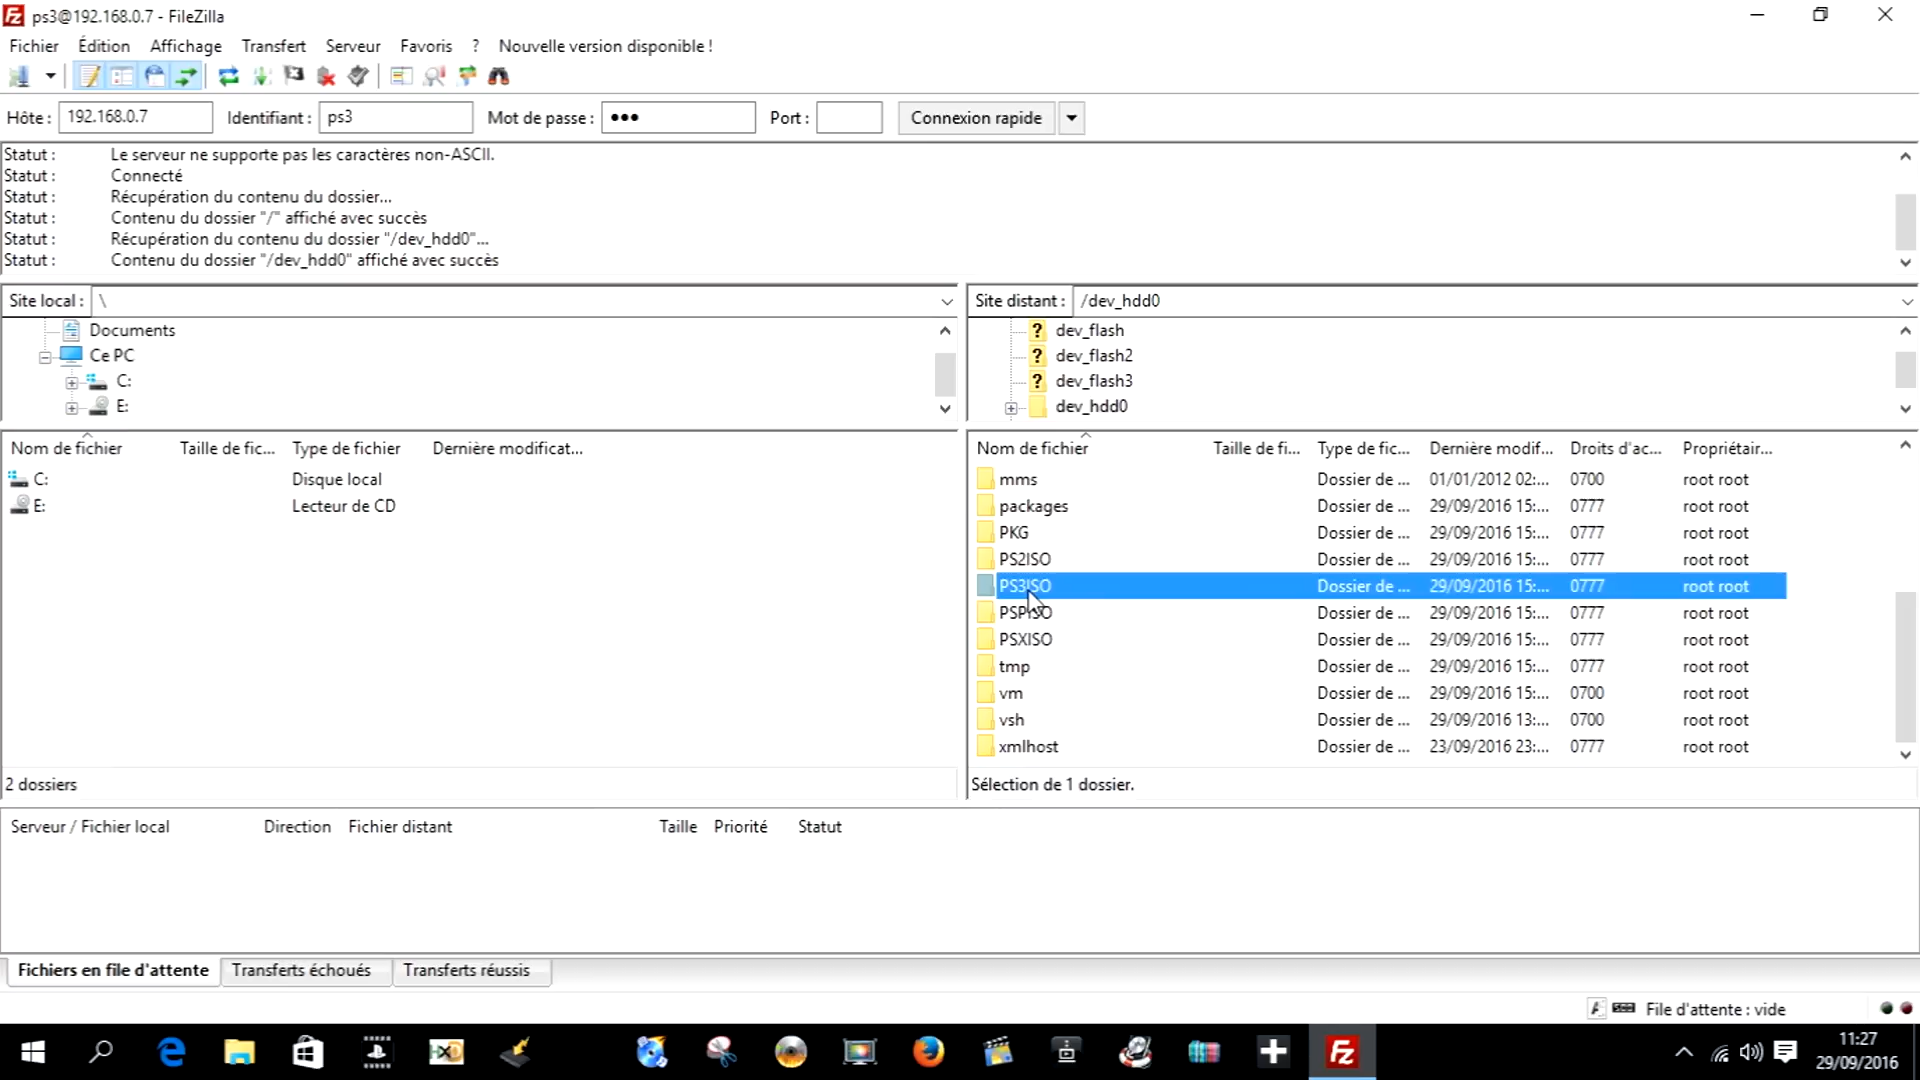 ps3@192.168.0.7 - FileZilla
Fichier Édition Affichage Transfert Serveur Favoris ? Nouvelle version disponible !
Hôte : 192.168.0.7 Identifiant : ps3 Mot de passe : ●●● Port : Connexion rapide
Statut : Le serveur ne supporte pas les caractères non-ASCII.
Statut : Connecté
Statut : Récupération du contenu du dossier...
Statut : Contenu du dossier "/" affiché avec succès
Statut : Récupération du contenu du dossier "/dev_hdd0"...
Statut : Contenu du dossier "/dev_hdd0" affiché avec succès
Site local : \
Documents
Ce PC
C:
E:
Nom de fichier Taille de fic... Type de fichier Dernière modificat...
C: Disque local
E: Lecteur de CD
2 dossiers
Site distant : /dev_hdd0
? dev_flash
? dev_flash2
? dev_flash3
dev_hdd0
Nom de fichier Taille de fi... Type de fic... Dernière modif... Droits d'ac... Propriétair...
mms Dossier de ... 01/01/2012 02:... 0700 root root
packages Dossier de ... 29/09/2016 15:... 0777 root root
PKG Dossier de ... 29/09/2016 15:... 0777 root root
PS2ISO Dossier de ... 29/09/2016 15:... 0777 root root
PS3ISO Dossier de ... 29/09/2016 15:... 0777 root root
PSPISO Dossier de ... 29/09/2016 15:... 0777 root root
PSXISO Dossier de ... 29/09/2016 15:... 0777 root root
tmp Dossier de ... 29/09/2016 15:... 0777 root root
vm Dossier de ... 29/09/2016 15:... 0700 root root
vsh Dossier de ... 29/09/2016 13:... 0700 root root
xmlhost Dossier de ... 23/09/2016 23:... 0777 root root
Sélection de 1 dossier.
Serveur / Fichier local Direction Fichier distant Taille Priorité Statut
Fichiers en file d'attente Transferts échoués Transferts réussis
File d'attente : vide
11:27
29/09/2016